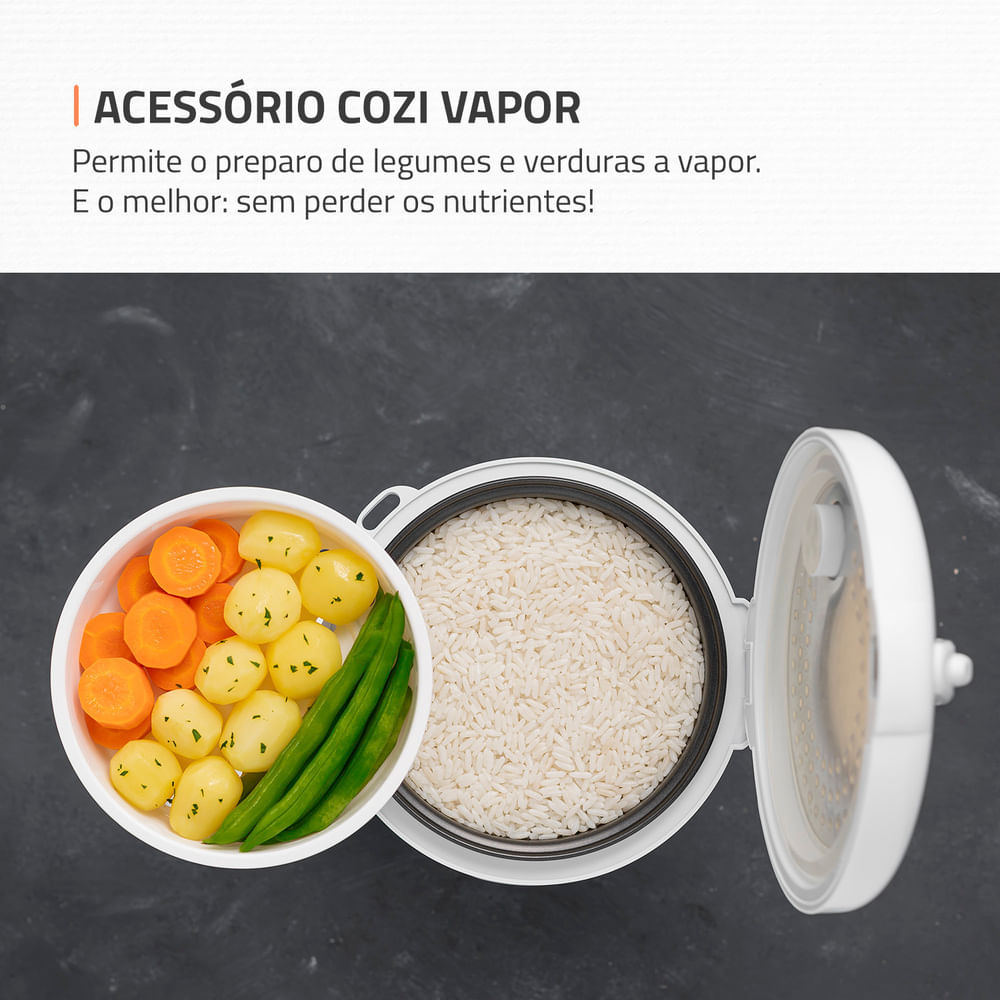 ACESSÓRIO COZI VAPOR
Permite o preparo de legumes e verduras a vapor.
E o melhor: sem perder os nutrientes!